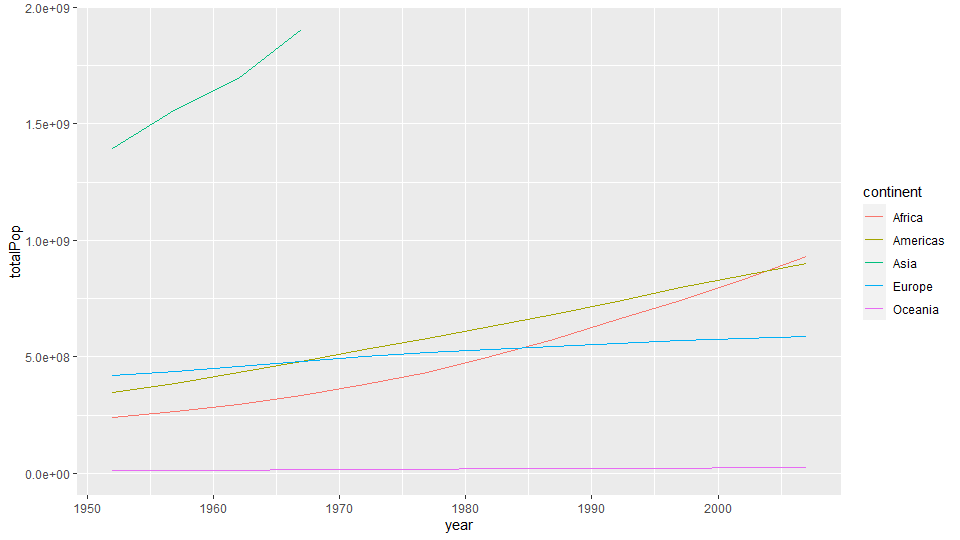 2.0e+09
1.5e+09
1.0e+09
5.0e+08
0.0e+00
totalPop
1950 1960 1970 1980 1990 2000
year
continent
Africa
Americas
Asia
Europe
Oceania